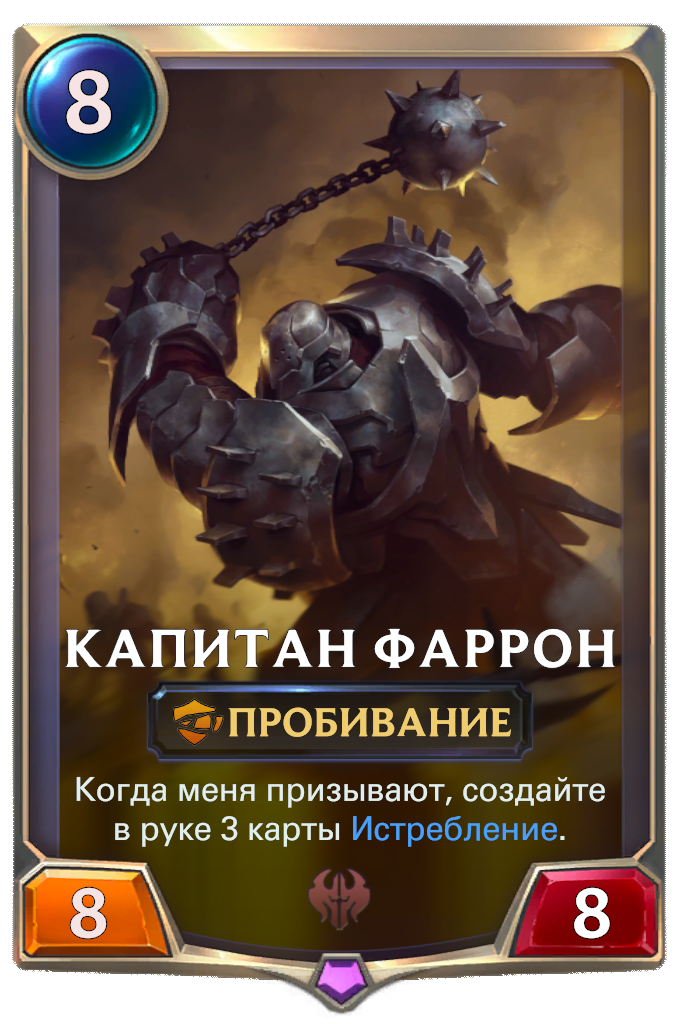 8
КАПИТАН ФАРРОН
ПРОБИВАНИЕ
Когда меня призывают, создайте
в руке 3 карты Истребление.
8 8